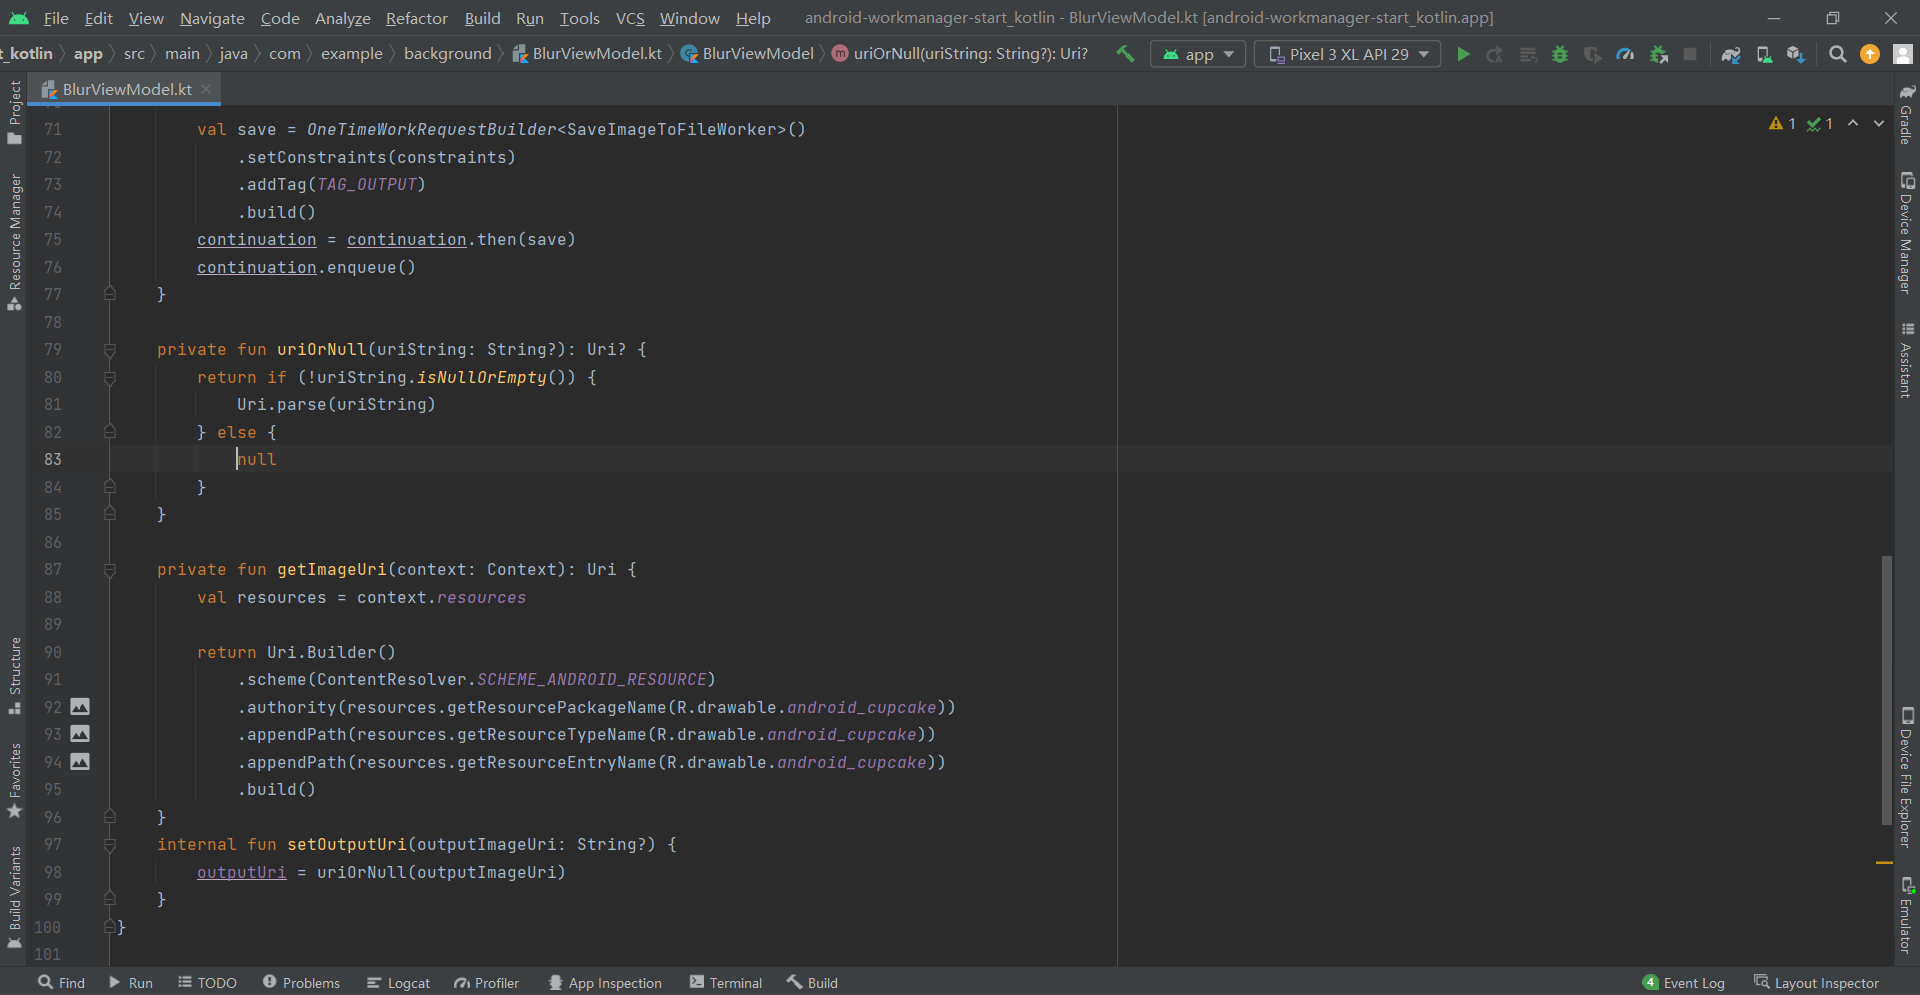 File Edit View Navigate Code Analyze Refactor Build Run Tools VCS Window Help android-workmanager-start_kotlin - BlurViewModel.kt [android-workmanager-start_kotlin.app]
t_kotlin app src main java com example background BlurViewModel.kt BlurViewModel uriOrNull(uriString: String?): Uri? app Pixel 3 XL API 29
BlurViewModel.kt
1 1
71 val save = OneTimeWorkRequestBuilder<SaveImageToFileWorker>()
72 .setConstraints(constraints)
73 .addTag(TAG_OUTPUT)
74 .build()
75 continuation = continuation.then(save)
76 continuation.enqueue()
77 }
78
79 private fun uriOrNull(uriString: String?): Uri? {
80 return if (!uriString.isNullOrEmpty()) {
81 Uri.parse(uriString)
82 } else {
83 null
84 }
85 }
86
87 private fun getImageUri(context: Context): Uri {
88 val resources = context.resources
89
90 return Uri.Builder()
91 .scheme(ContentResolver.SCHEME_ANDROID_RESOURCE)
92 .authority(resources.getResourcePackageName(R.drawable.android_cupcake))
93 .appendPath(resources.getResourceTypeName(R.drawable.android_cupcake))
94 .appendPath(resources.getResourceEntryName(R.drawable.android_cupcake))
95 .build()
96 }
97 internal fun setOutputUri(outputImageUri: String?) {
98 outputUri = uriOrNull(outputImageUri)
99 }
100 }
101
Project
Resource Manager
Structure
Favorites
Build Variants
Gradle
Device Manager
Assistant
Device File Explorer
Emulator
Find Run TODO Problems Logcat Profiler App Inspection Terminal Build 4 Event Log Layout Inspector